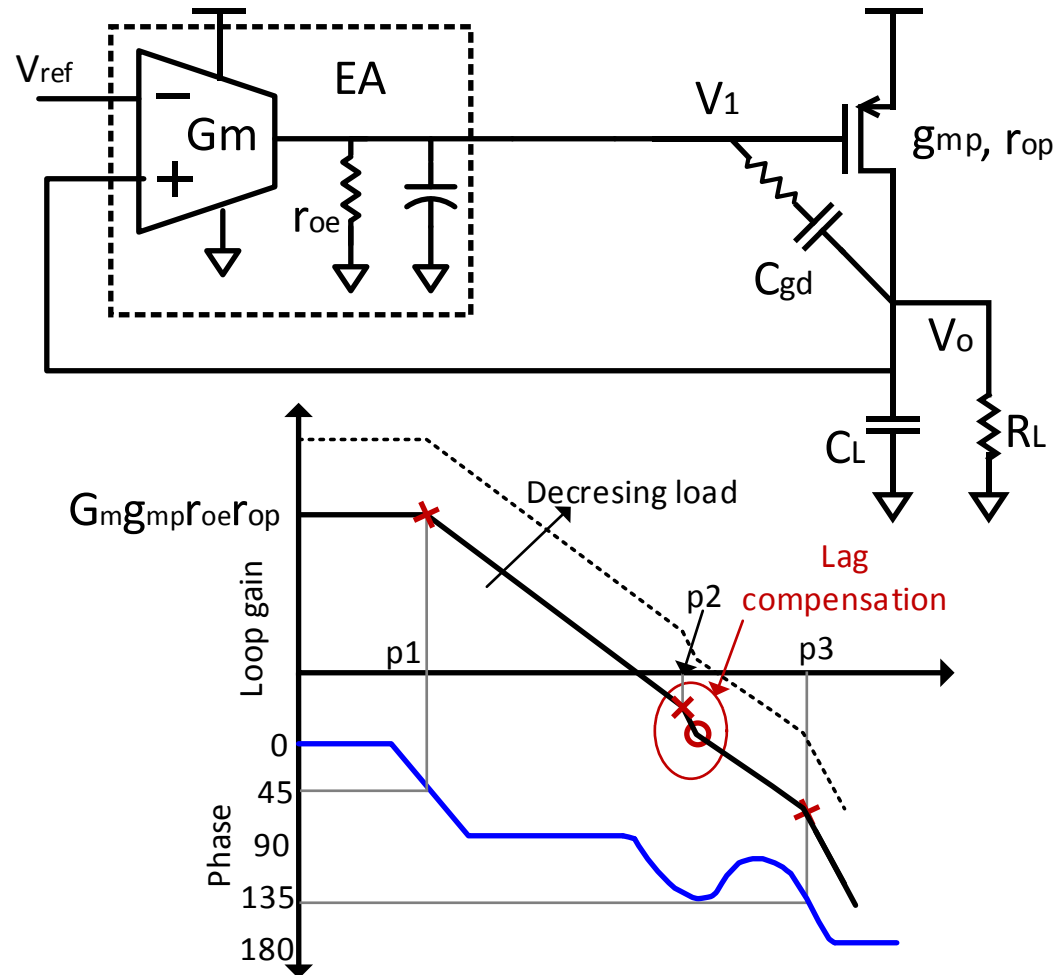 Vref
EA
Gm
−
+
roe
V1
gmp, rop
Cgd
Vo
CL
RL
Gmgmproerop
Decresing load
Lag
compensation
p1
p2
p3
Loop gain
0
45
90
135
180
Phase